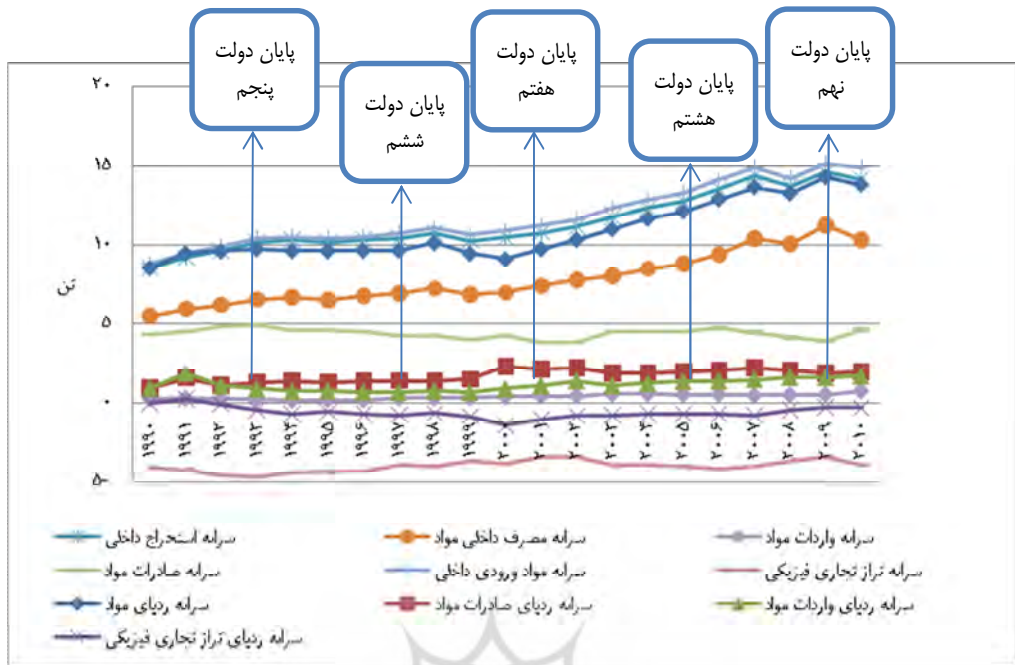 پایان دولت
پنجم
پایان دولت
ششم
پایان دولت
هفتم
پایان دولت
هشتم
پایان دولت
نهم
۲۰
۱۵
۱۰
۵
۰
۵-
تن
۱۹۹۰
۱۹۹۱
۱۹۹۲
۱۹۹۳
۱۹۹۴
۱۹۹۵
۱۹۹۶
۱۹۹۷
۱۹۹۸
۱۹۹۹
۲۰۰۰
۲۰۰۱
۲۰۰۲
۲۰۰۳
۲۰۰۴
۲۰۰۵
۲۰۰۶
۲۰۰۷
۲۰۰۸
۲۰۰۹
۲۰۱۰
سرانه استخراج داخلی
سرانه مصرف داخلی مواد
سرانه واردات مواد
سرانه صادرات مواد
سرانه مواد ورودی داخلی
سرانه تراز تجاری فیزیکی
سرانه ردپای مواد
سرانه ردپای صادرات مواد
سرانه ردپای واردات مواد
سرانه ردپای تراز تجاری فیزیکی